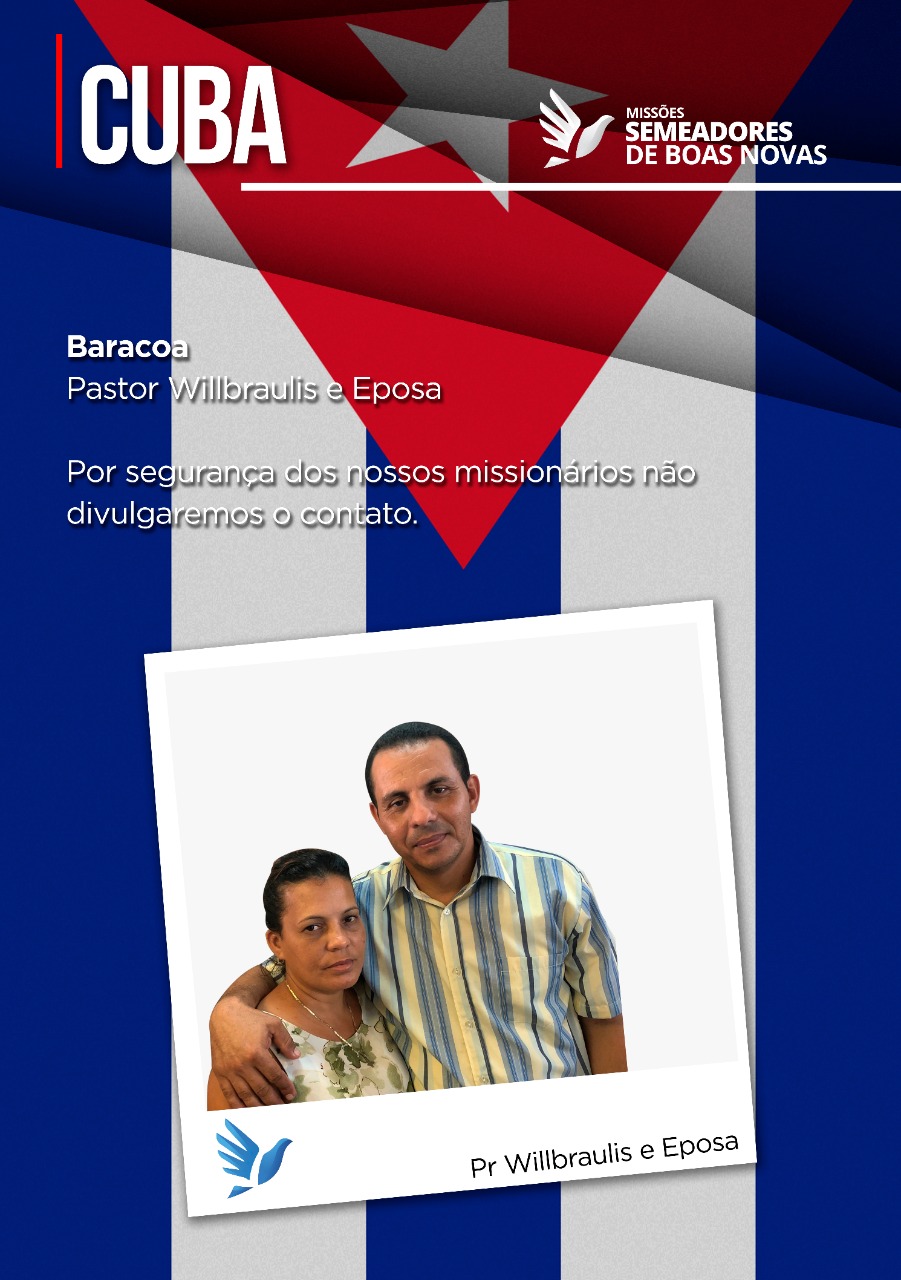 CUBA
MISSÕES
SEMEADORES
DE BOAS NOVAS
Baracoa
Pastor Willbraulis e Eposa
Por segurança dos nossos missionários não
divulgaremos o contato.
Pr Willbraulis e Eposa